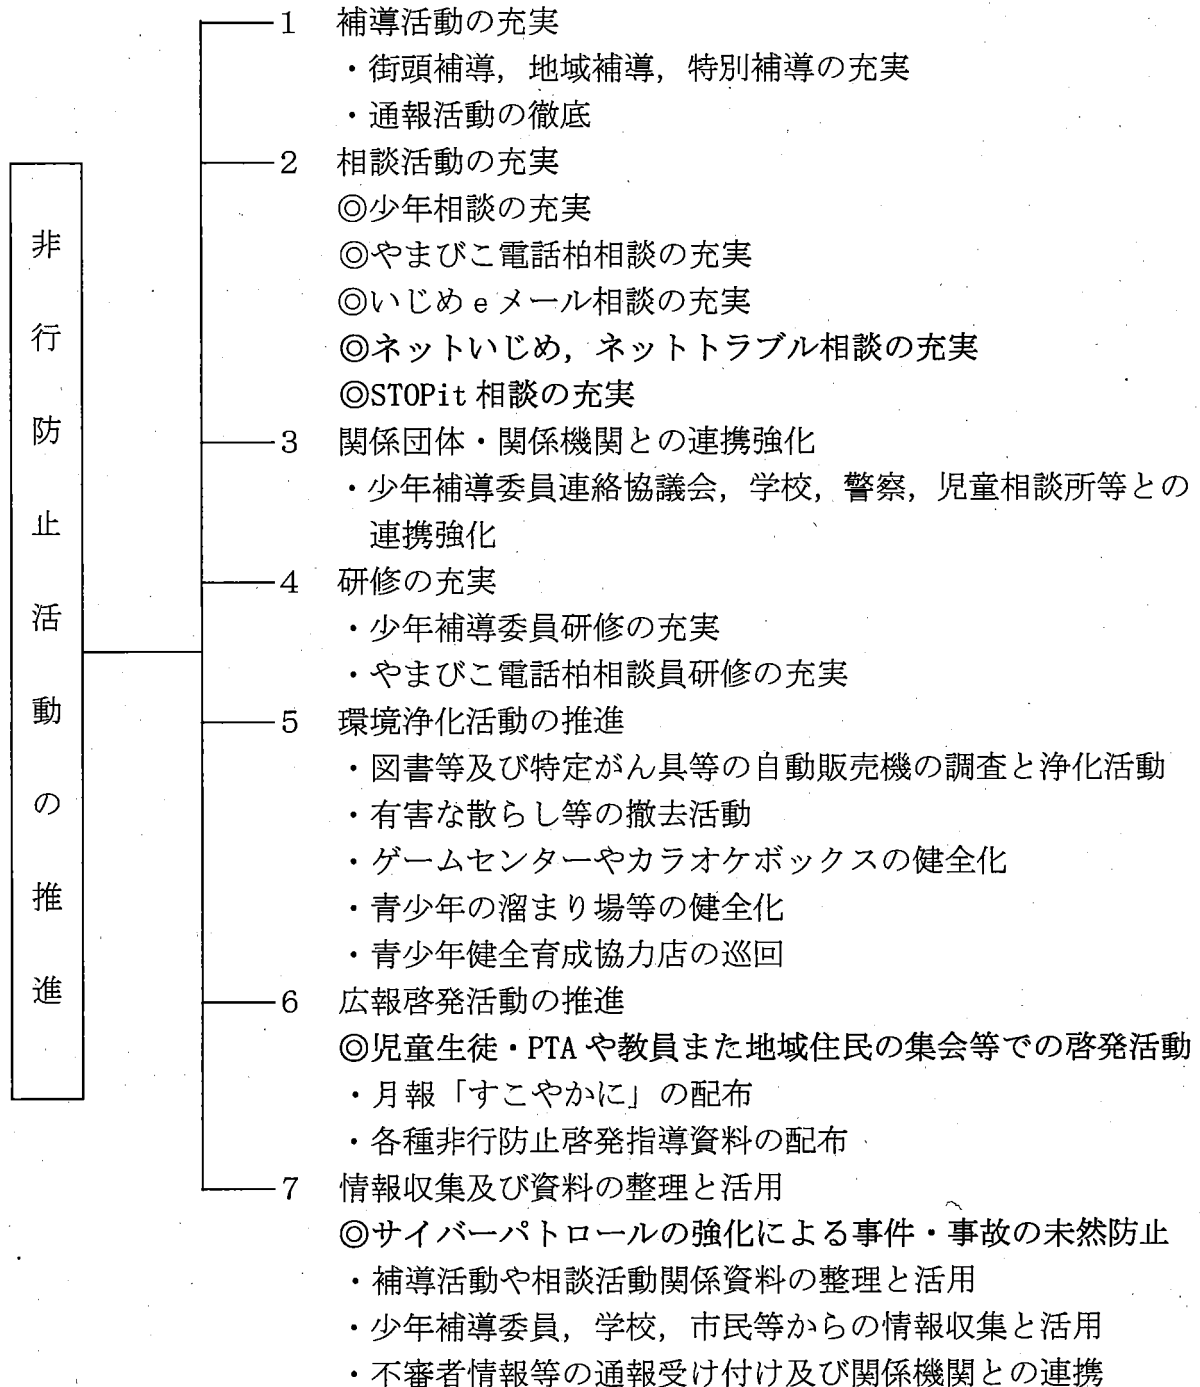 非行防止活動の推進
1 補導活動の充実
・街頭補導，地域補導，特別補導の充実
・通報活動の徹底
2 相談活動の充実
◎少年相談の充実
◎やまびこ電話柏相談の充実
◎いじめeメール相談の充実
◎ネットいじめ，ネットトラブル相談の充実
◎STOPit相談の充実
3 関係団体・関係機関との連携強化
・少年補導委員連絡協議会，学校，警察，児童相談所等との
連携強化
4 研修の充実
・少年補導委員研修の充実
・やまびこ電話柏相談員研修の充実
5 環境浄化活動の推進
・図書等及び特定がん具等の自動販売機の調査と浄化活動
・有害な散らし等の撤去活動
・ゲームセンターやカラオケボックスの健全化
・青少年の溜まり場等の健全化
・青少年健全育成協力店の巡回
6 広報啓発活動の推進
◎児童生徒・PTAや教員また地域住民の集会等での啓発活動
・月報「すこやかに」の配布
・各種非行防止啓発指導資料の配布
7 情報収集及び資料の整理と活用
◎サイバーパトロールの強化による事件・事故の未然防止
・補導活動や相談活動関係資料の整理と活用
・少年補導委員，学校，市民等からの情報収集と活用
・不審者情報等の通報受け付け及び関係機関との連携